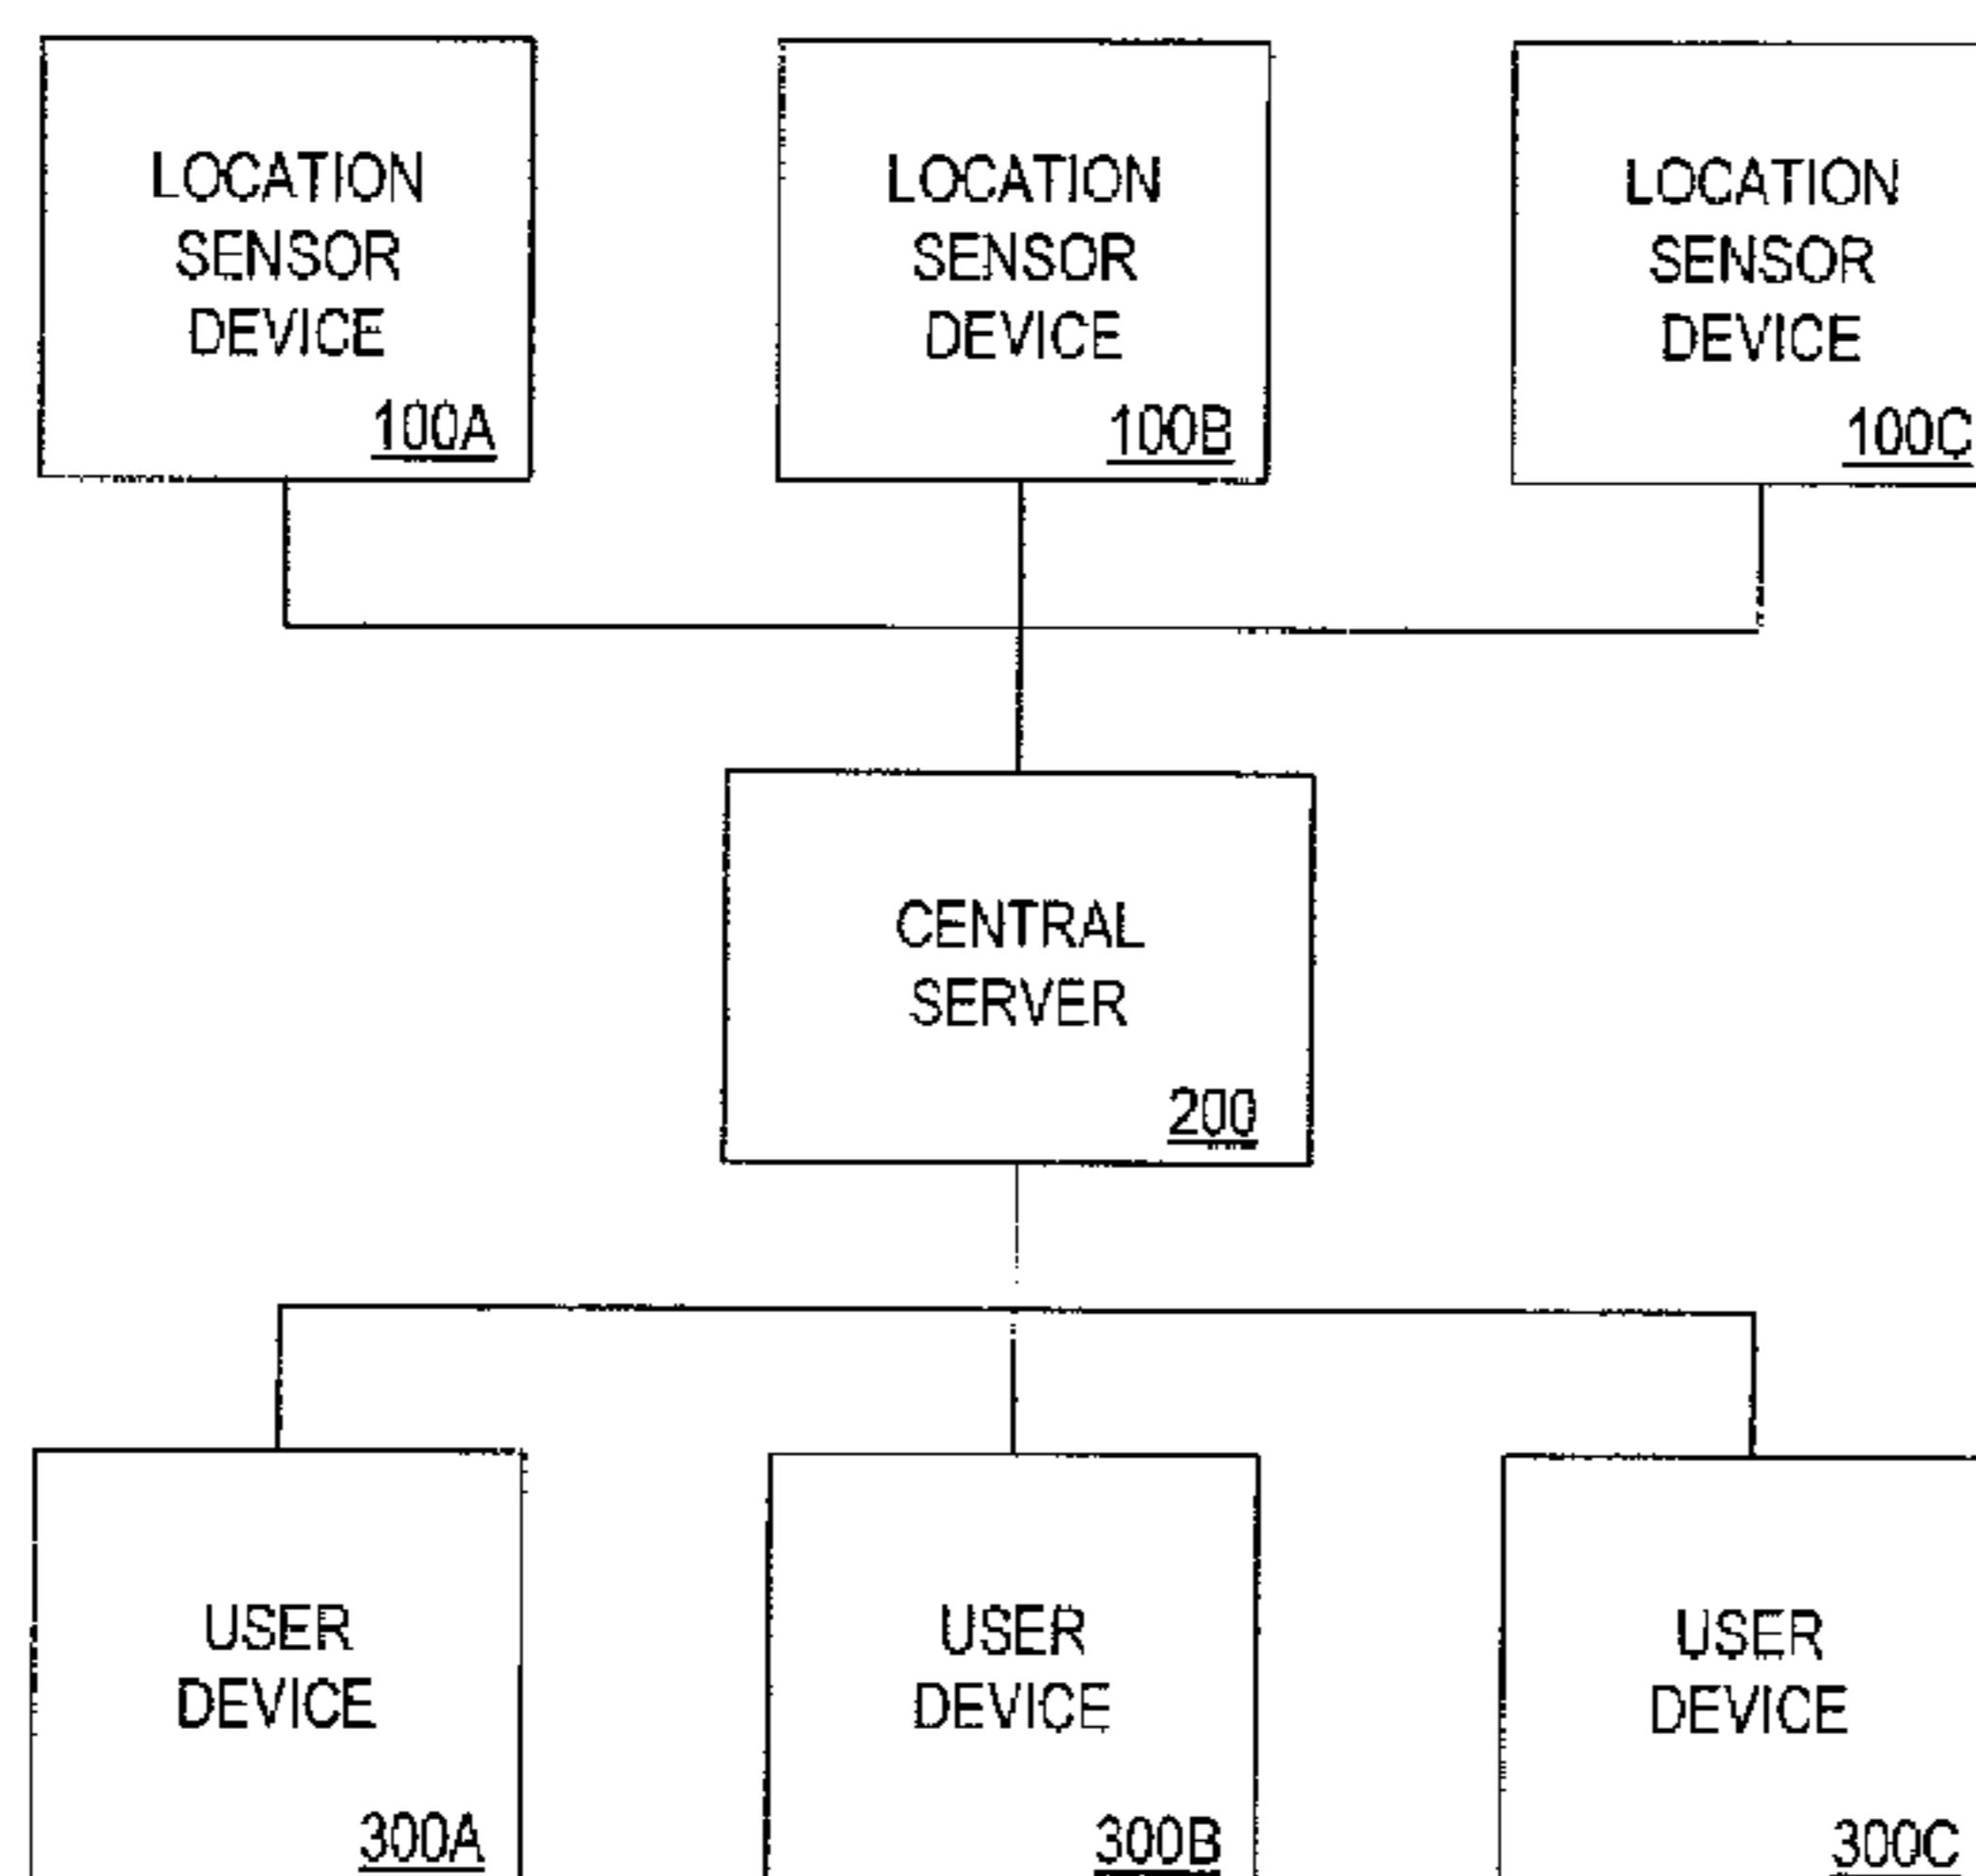 LOCATION
SENSOR
DEVICE
100A
LOCATION
SENSOR
DEVICE
100B
LOCATION
SENSOR
DEVICE
100C
CENTRAL
SERVER
200
USER
DEVICE
300A
USER
DEVICE
300B
USER
DEVICE
300C